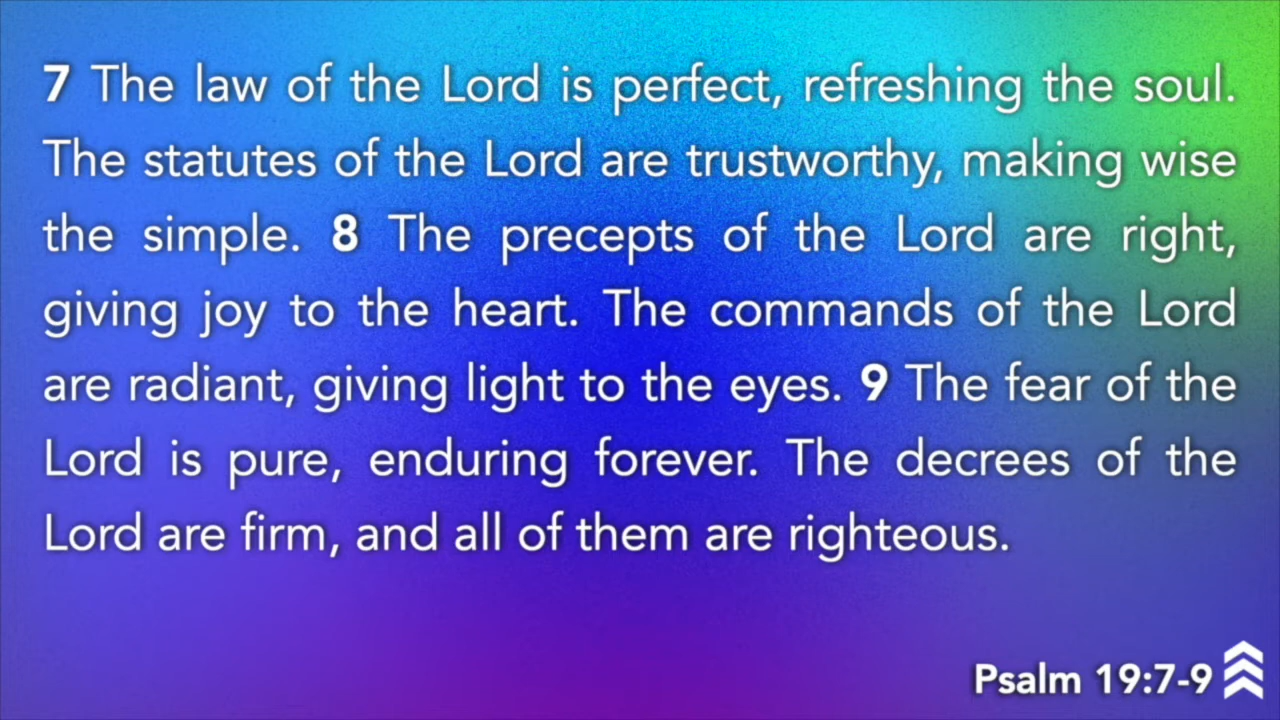 7 The law of the Lord is perfect, refreshing the soul.
The statutes of the Lord are trustworthy, making wise
the simple. 8 The precepts of the Lord are right,
giving joy to the heart. The commands of the Lord
are radiant, giving light to the eyes. 9 The fear of the
Lord is pure, enduring forever. The decrees of the
Lord are firm, and all of them are righteous.
Psalm 19:7-9